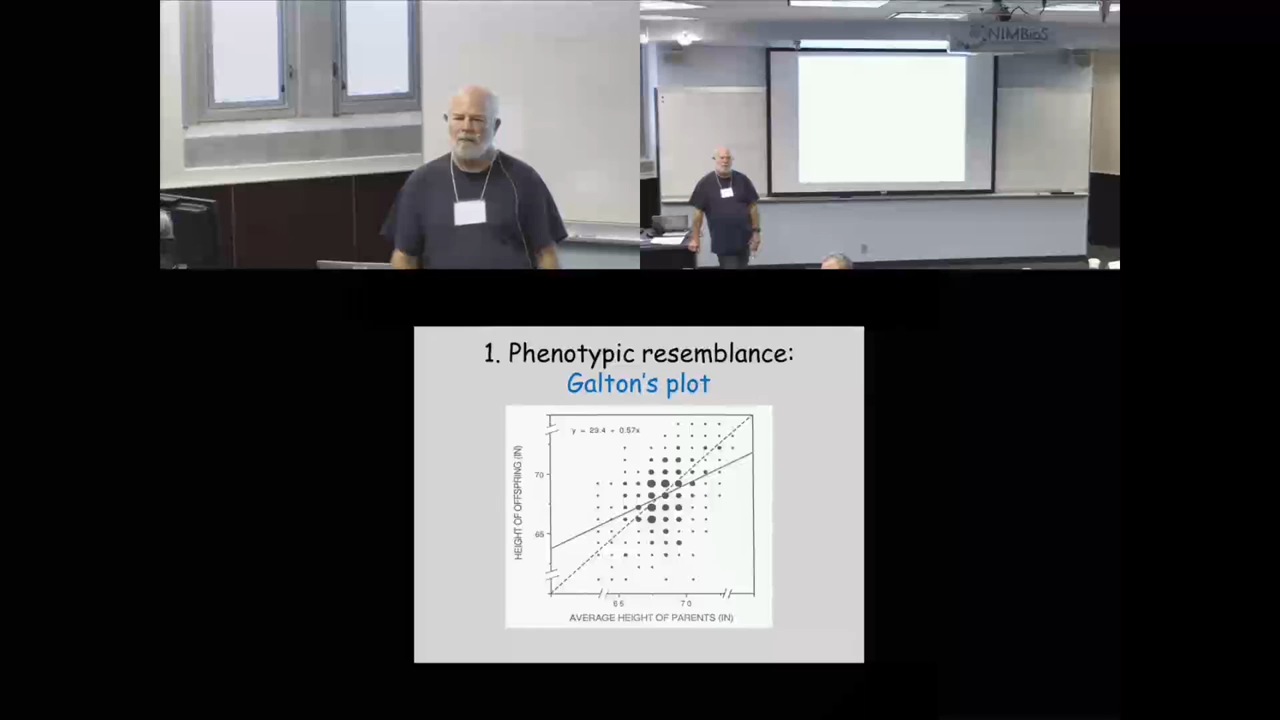 NIMBioS
1. Phenotypic resemblance:
Galton's plot
y = 29.4 + 0.57x
HEIGHT OF OFFSPRING (IN)
70
65
65
70
AVERAGE HEIGHT OF PARENTS (IN)